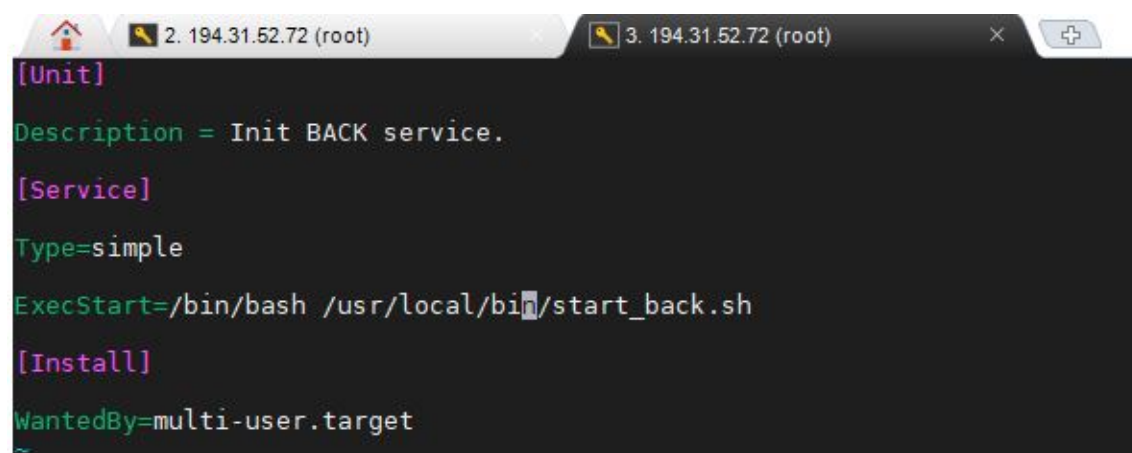 2. 194.31.52.72 (root)
3. 194.31.52.72 (root)
[Unit]
Description = Init BACK service.
[Service]
Type=simple
ExecStart=/bin/bash /usr/local/bin/start_back.sh
[Install]
WantedBy=multi-user.target
~